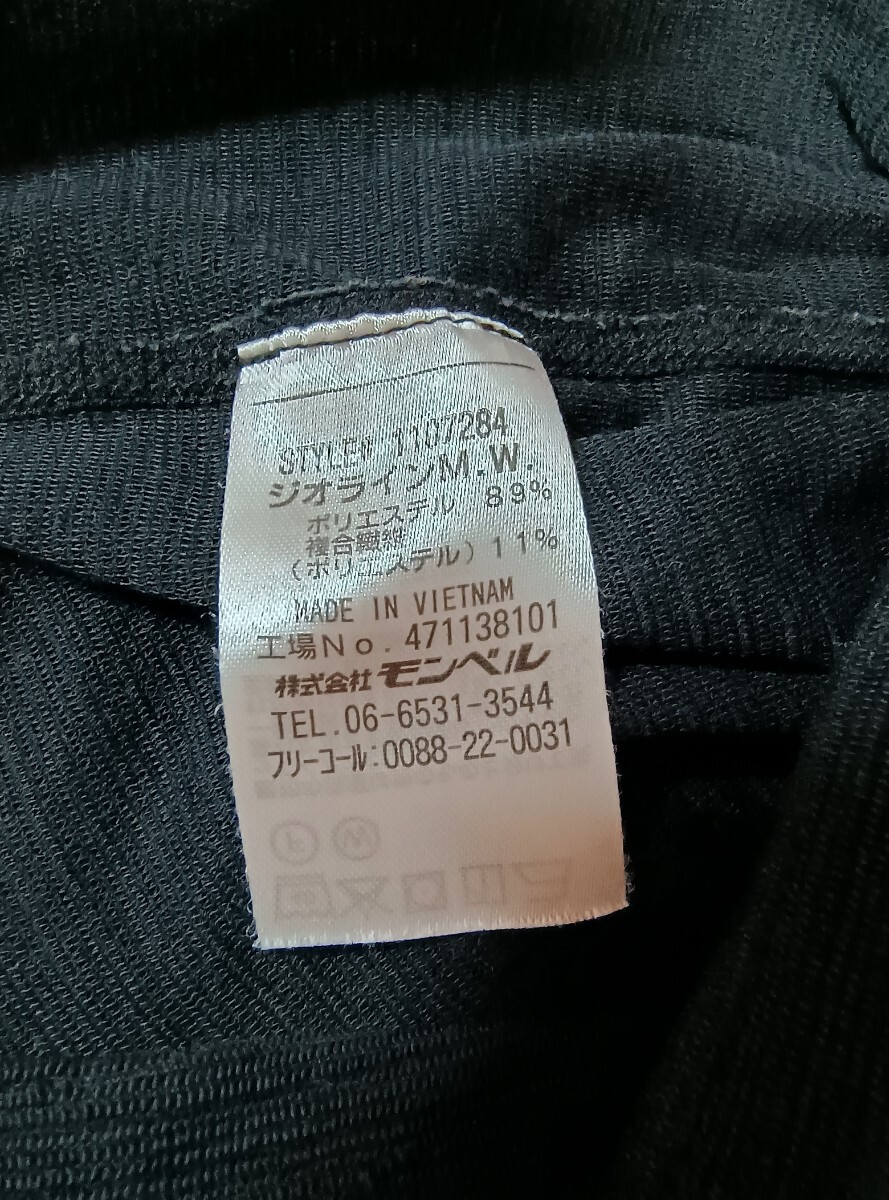 STYLE# 1107284
ジオラインM.W.
ポリエステル 89%
複合繊維
(ポリエステル) 11%
MADE IN VIETNAM
工場No. 471138101
株式会社 モンベル
TEL.06-6531-3544
フリーコール:0088-22-0031